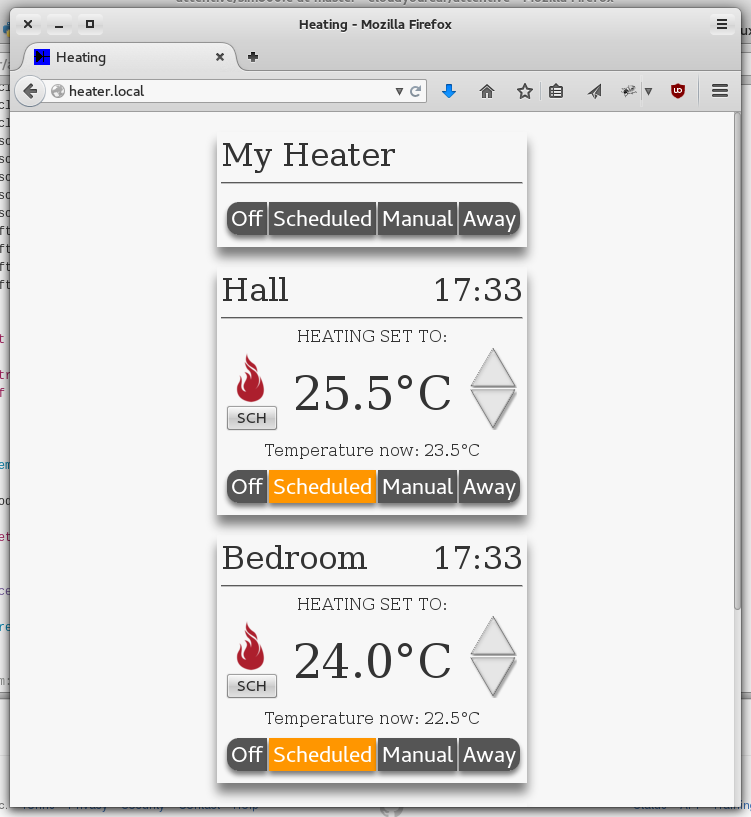 Heating - Mozilla Firefox
Heating
heater.local
My Heater
Off Scheduled Manual Away
Hall 17:33
HEATING SET TO:
25.5°C
SCH
Temperature now: 23.5°C
Off Scheduled Manual Away
Bedroom 17:33
HEATING SET TO:
24.0°C
SCH
Temperature now: 22.5°C
Off Scheduled Manual Away